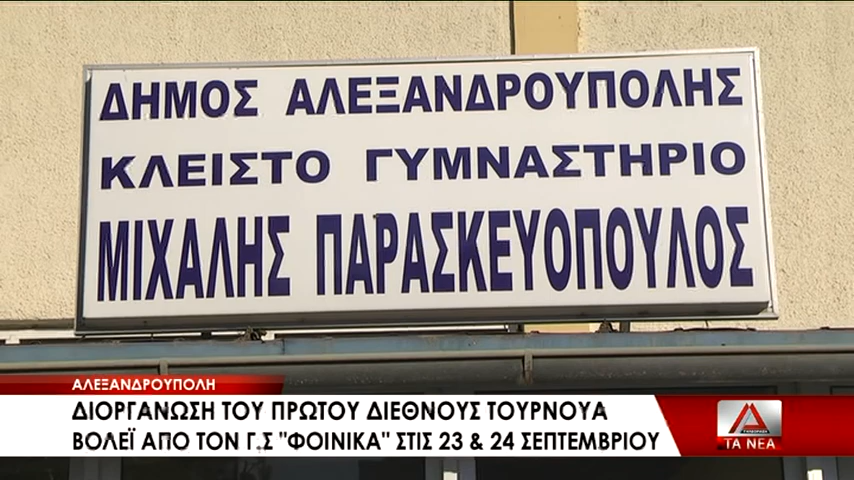 ΔΗΜΟΣ ΑΛΕΞΑΝΔΡΟΥΠΟΛΗΣ
ΚΛΕΙΣΤΟ ΓΥΜΝΑΣΤΗΡΙΟ
ΜΙΧΑΛΗΣ ΠΑΡΑΣΚΕΥΟΠΟΥΛΟΣ
ΑΛΕΞΑΝΔΡΟΥΠΟΛΗ
ΔΙΟΡΓΑΝΩΣΗ ΤΟΥ ΠΡΩΤΟΥ ΔΙΕΘΝΟΥΣ ΤΟΥΡΝΟΥΑ
ΒΟΛΕΪ ΑΠΟ ΤΟΝ Γ.Σ "ΦΟΙΝΙΚΑ" ΣΤΙΣ 23 & 24 ΣΕΠΤΕΜΒΡΙΟΥ
ΤΑ ΝΕΑ